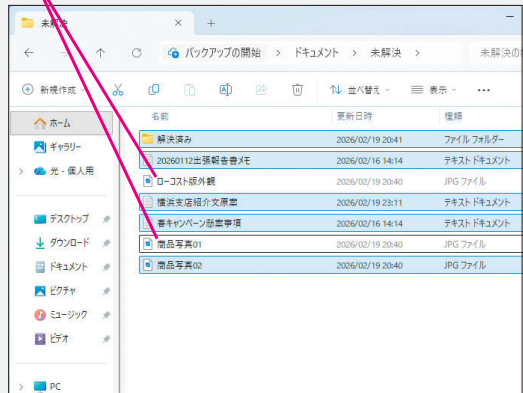 未解決
バックアップの開始 > ドキュメント > 未解決 > 未解決の
新規作成 並べ替え 表示 ...
名前 更新日時 種類
ホーム
ギャラリー
光 - 個人用
デスクトップ
ダウンロード
ドキュメント
ピクチャ
ミュージック
ビデオ
PC
解決済み 2026/02/19 20:41 ファイル フォルダー
20260112出張報告書メモ 2026/02/16 14:14 テキスト ドキュメント
ローコスト版外観 2026/02/19 20:40 JPG ファイル
横浜支店紹介文原案 2026/02/19 23:11 テキスト ドキュメント
春キャンペーン懸案事項 2026/02/16 14:14 テキスト ドキュメント
商品写真01 2026/02/19 20:40 JPG ファイル
商品写真02 2026/02/19 20:40 JPG ファイル